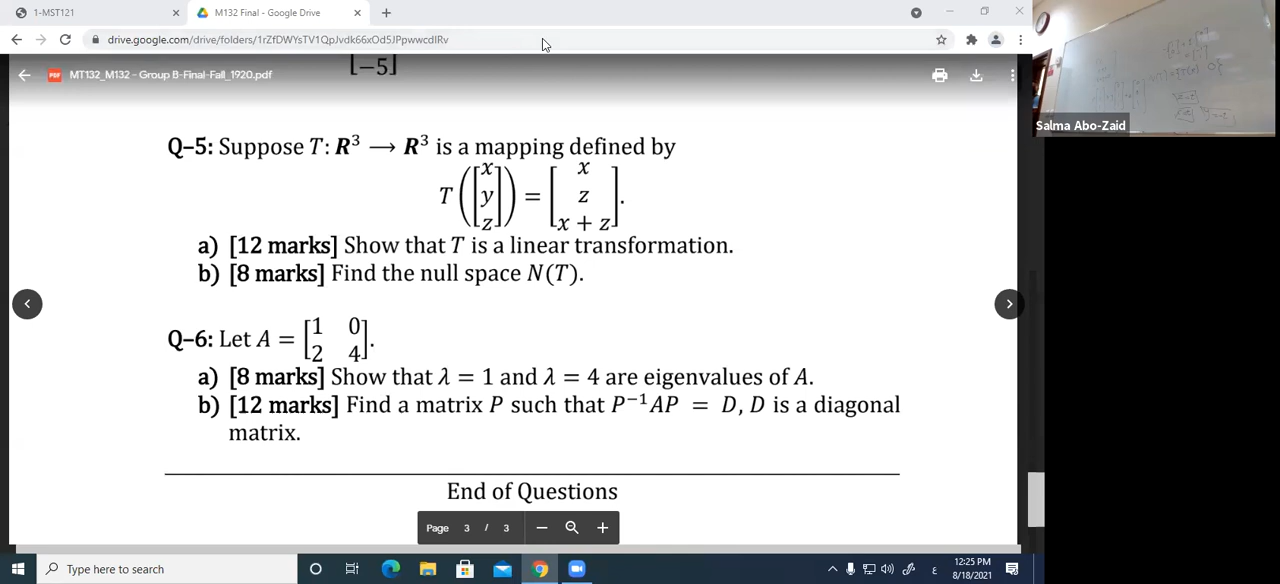 1-MST121
M132 Final - Google Drive
drive.google.com/drive/folders/1rZfDWYsTV1QpJvdk66xOd5JPpwwcdIRv
PDF MT132_M132 - Group B-Final-Fall_1920.pdf
[−5]
Salma Abo-Zaid
Q–5: Suppose T: R³ ⟶ R³ is a mapping defined by
T([x y z]) = [x z x + z].
a) [12 marks] Show that T is a linear transformation.
b) [8 marks] Find the null space N(T).
Q–6: Let A = [1 0 2 4].
a) [8 marks] Show that λ = 1 and λ = 4 are eigenvalues of A.
b) [12 marks] Find a matrix P such that P⁻¹AP = D, D is a diagonal
matrix.
End of Questions
Page 3 / 3
Type here to search
ع
12:25 PM
8/18/2021